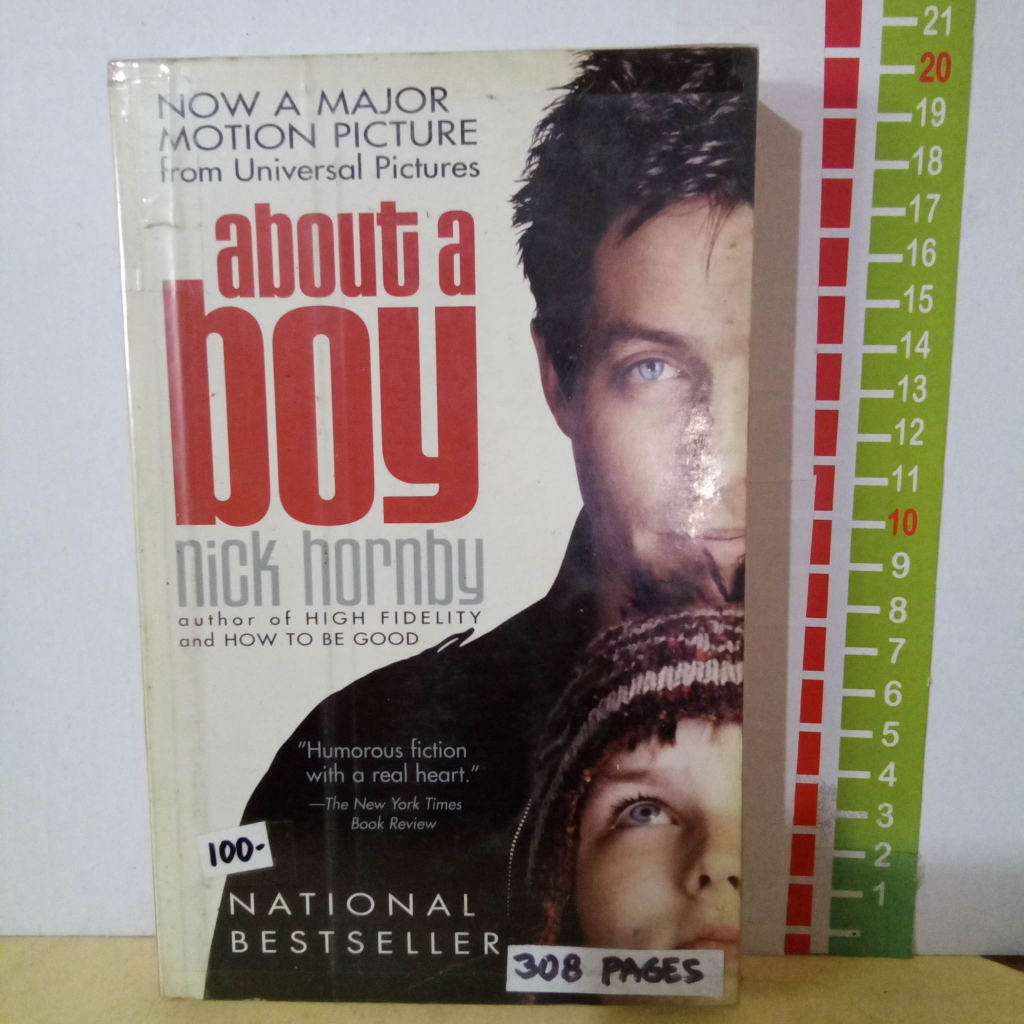 NOW A MAJOR
MOTION PICTURE
from Universal Pictures
about a
boy
nick hornby
author of HIGH FIDELITY
and HOW TO BE GOOD
"Humorous fiction
with a real heart."
—The New York Times
Book Review
100-
NATIONAL
BESTSELLER
308 PAGES
21
20
19
18
17
16
15
14
13
12
11
10
9
8
7
6
5
4
3
2
1